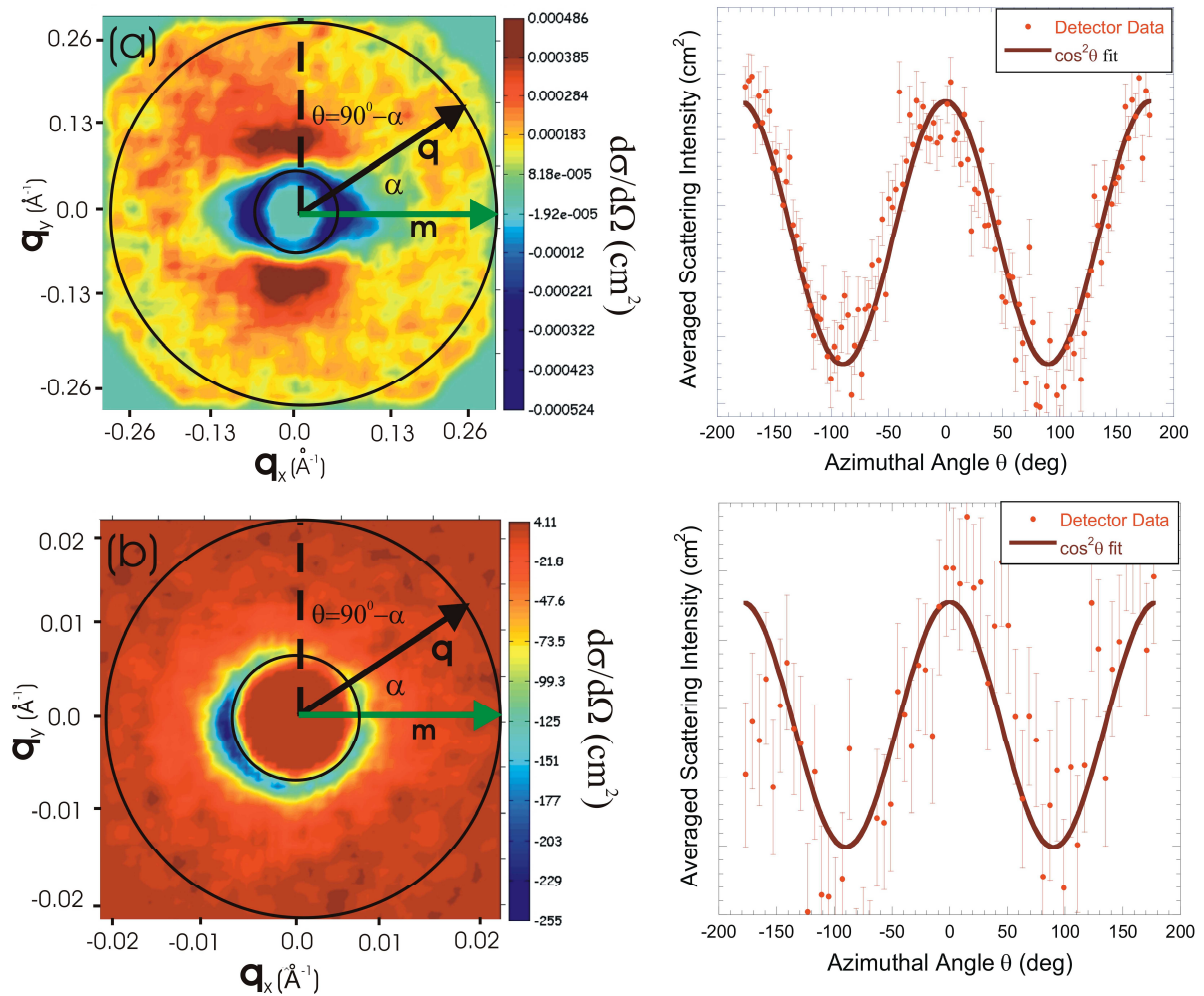 (a)
0.26
0.13
0.0
-0.13
-0.26
q_y (Å⁻¹)
θ=90⁰−α
q
α
m
-0.26
-0.13
0.0
0.13
0.26
q_x (Å⁻¹)
0.000486
0.000385
0.000284
0.000183
8.18e-005
-1.92e-005
-0.00012
-0.000221
-0.000322
-0.000423
-0.000524
dσ/dΩ (cm²)
Averaged Scattering Intensity (cm²)
Detector Data
cos²θ fit
-200
-150
-100
-50
0
50
100
150
200
Azimuthal Angle θ (deg)
(b)
0.02
0.01
0.0
-0.01
-0.02
q_y (Å⁻¹)
θ=90⁰−α
q
α
m
-0.02
-0.01
0.0
0.01
0.02
q_x (Å⁻¹)
4.11
-21.8
-47.6
-73.5
-99.3
-125
-151
-177
-203
-229
-255
dσ/dΩ (cm²)
Averaged Scattering Intensity (cm²)
Detector Data
cos²θ fit
-200
-150
-100
-50
0
50
100
150
200
Azimuthal Angle θ (deg)